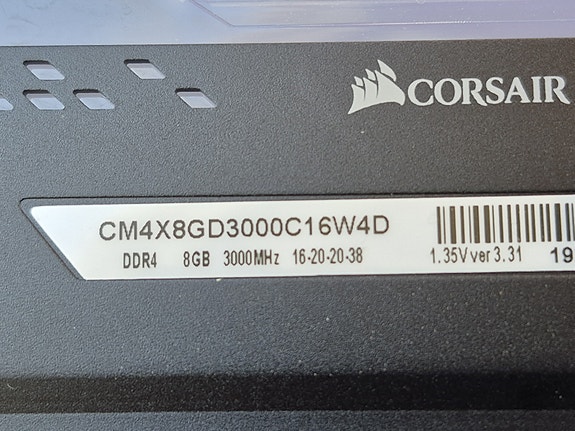 CORSAIR
CM4X8GD3000C16W4D
DDR4 8GB 3000MHz 16-20-20-38 1.35V ver 3.31 19